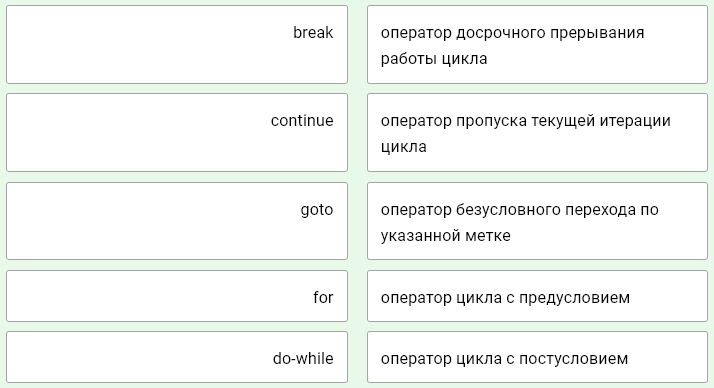 break
оператор досрочного прерывания
работы цикла
continue
оператор пропуска текущей итерации
цикла
goto
оператор безусловного перехода по
указанной метке
for
оператор цикла с предусловием
do-while
оператор цикла с постусловием